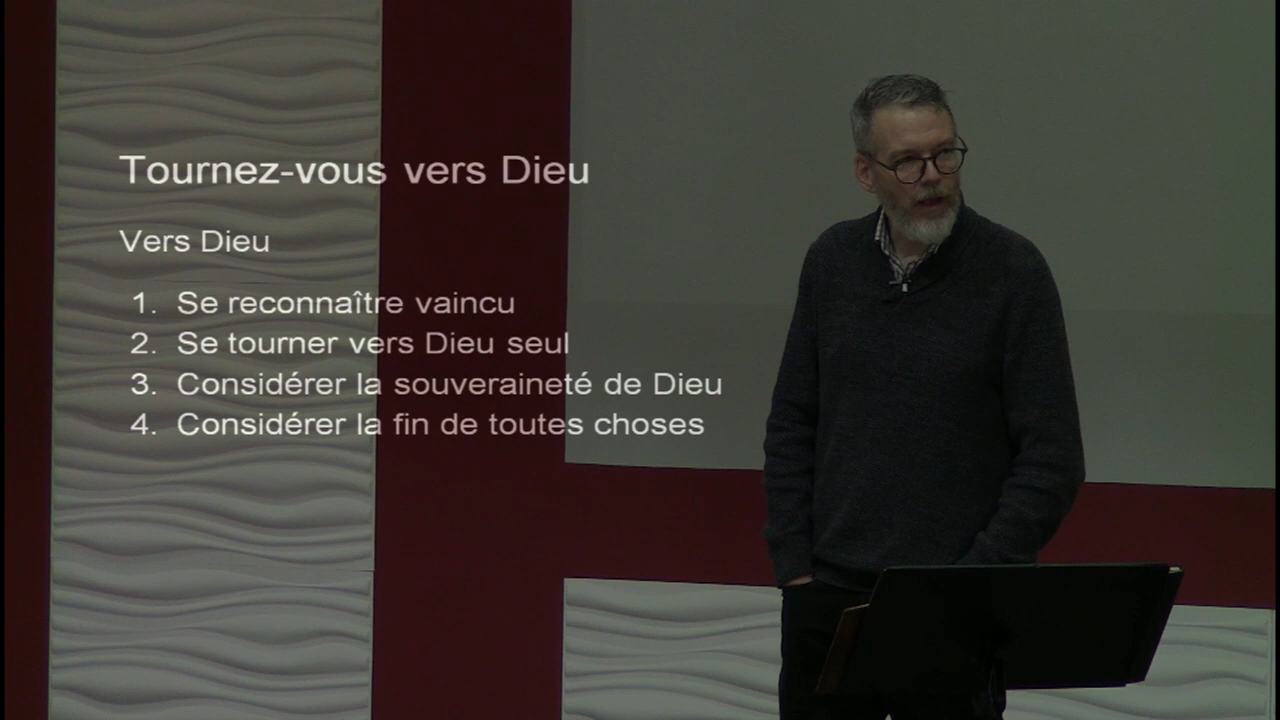 Tournez-vous vers Dieu
Vers Dieu
1. Se reconnaître vaincu
2. Se tourner vers Dieu seul
3. Considérer la souveraineté de Dieu
4. Considérer la fin de toutes choses